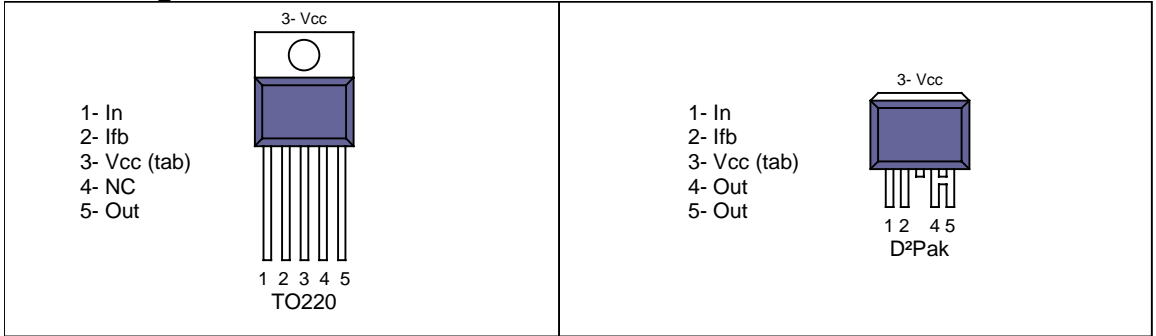 3- Vcc
1- In
2- Ifb
3- Vcc (tab)
4- NC
5- Out
1 2 3 4 5
TO220
3- Vcc
1- In
2- Ifb
3- Vcc (tab)
4- Out
5- Out
1 2 4 5
D²Pak